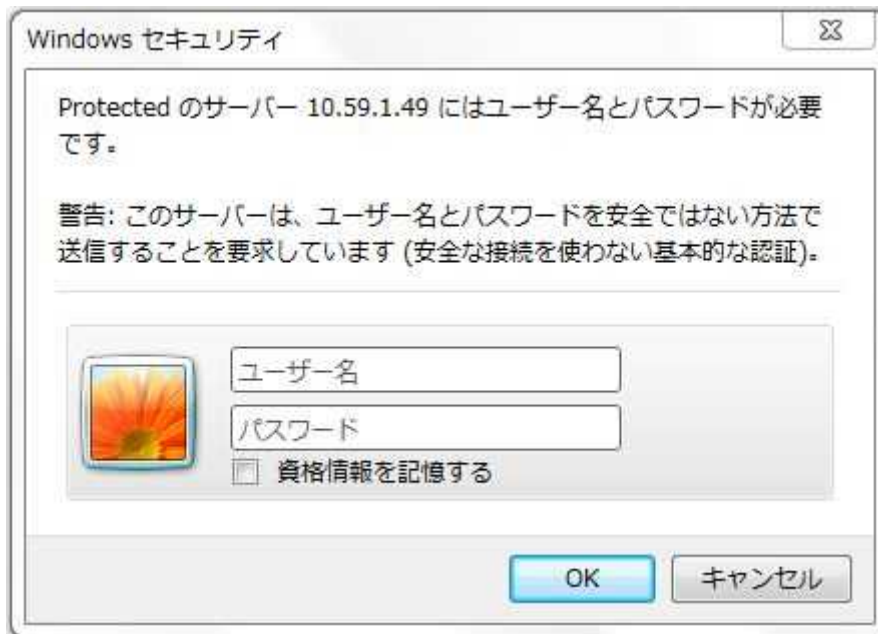 Windows セキュリティ
Protected のサーバー 10.59.1.49 にはユーザー名とパスワードが必要
です。
警告: このサーバーは、ユーザー名とパスワードを安全ではない方法で
送信することを要求しています (安全な接続を使わない基本的な認証)。
ユーザー名
パスワード
資格情報を記憶する
OK
キャンセル